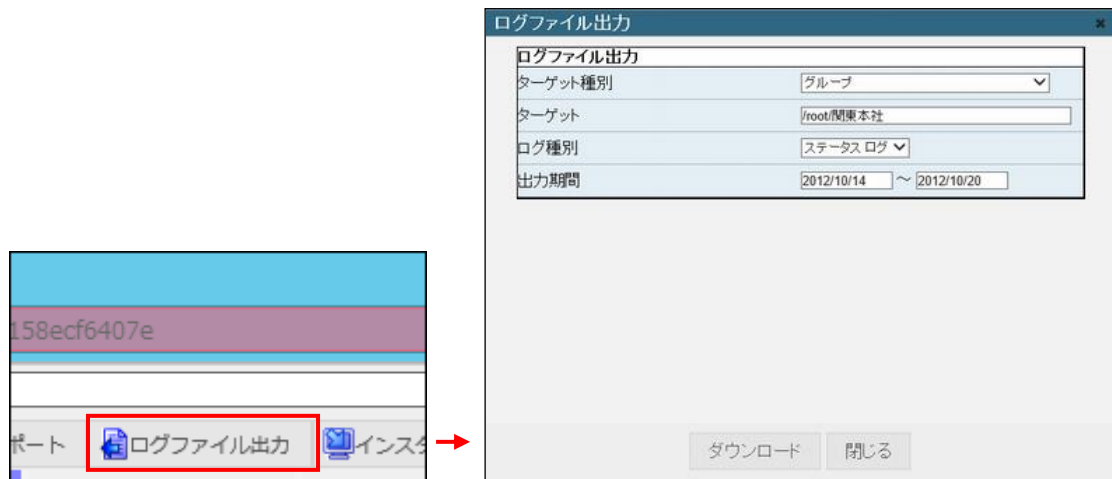 158ecf6407e
ポート
ログファイル出力
インスタ
ログファイル出力
ログファイル出力
ターゲット種別 グループ
ターゲット /root/関東本社
ログ種別 ステータス ログ
出力期間 2012/10/14 ～ 2012/10/20
ダウンロード 閉じる